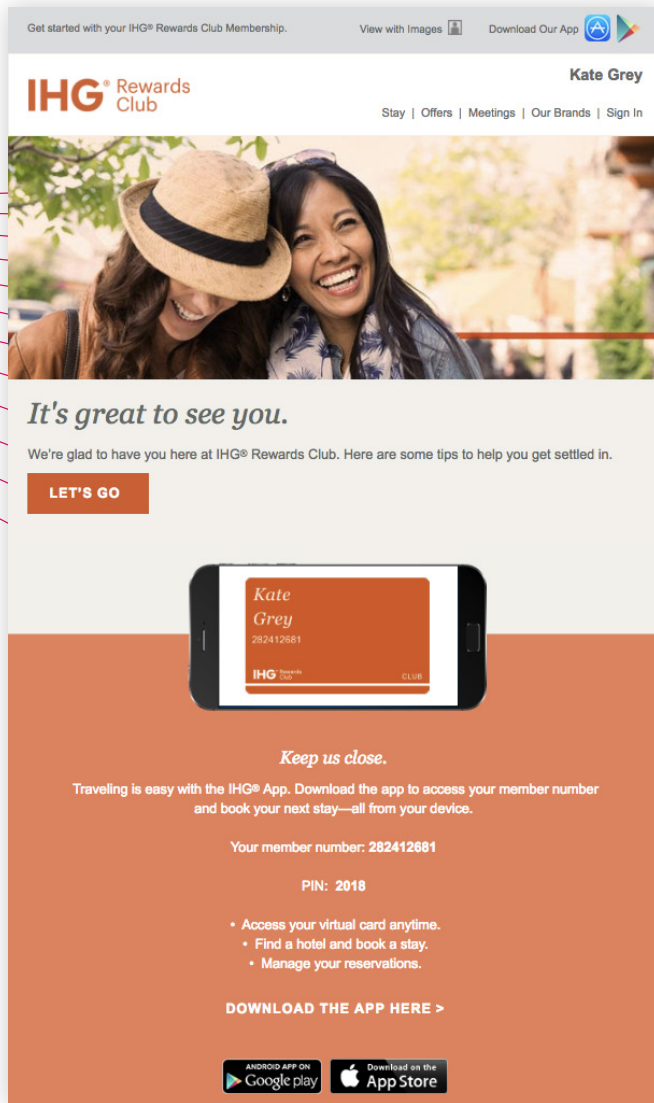 Get started with your IHG® Rewards Club Membership.
View with Images
Download Our App
IHG® Rewards
Club
Kate Grey
Stay | Offers | Meetings | Our Brands | Sign In
It's great to see you.
We're glad to have you here at IHG® Rewards Club. Here are some tips to help you get settled in.
LET'S GO
Kate
Grey
282412681
IHG® Rewards
Club
CLUB
Keep us close.
Traveling is easy with the IHG® App. Download the app to access your member number
and book your next stay—all from your device.
Your member number: 282412681
PIN: 2018
• Access your virtual card anytime.
• Find a hotel and book a stay.
• Manage your reservations.
DOWNLOAD THE APP HERE >
ANDROID APP ON
Google play
Download on the
App Store